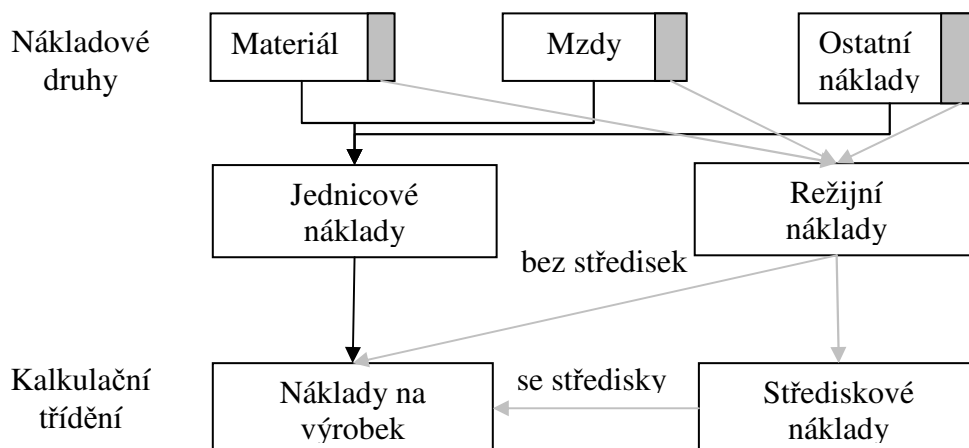 Nákladové
druhy
Materiál
Mzdy
Ostatní
náklady
Jednicové
náklady
Režijní
náklady
bez středisek
Kalkulační
třídění
Náklady na
výrobek
se středisky
Střediskové
náklady